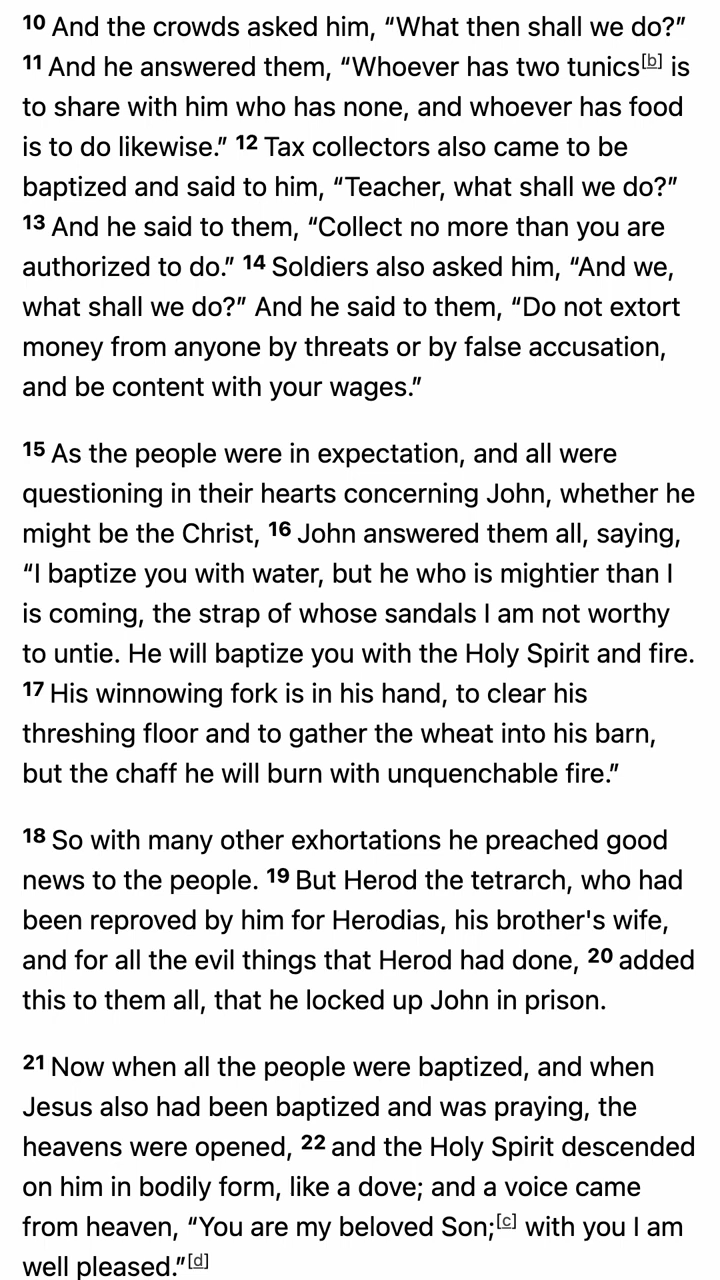 10 And the crowds asked him, “What then shall we do?”
11 And he answered them, “Whoever has two tunics[b] is
to share with him who has none, and whoever has food
is to do likewise.” 12 Tax collectors also came to be
baptized and said to him, “Teacher, what shall we do?”
13 And he said to them, “Collect no more than you are
authorized to do.” 14 Soldiers also asked him, “And we,
what shall we do?” And he said to them, “Do not extort
money from anyone by threats or by false accusation,
and be content with your wages.”
15 As the people were in expectation, and all were
questioning in their hearts concerning John, whether he
might be the Christ, 16 John answered them all, saying,
“I baptize you with water, but he who is mightier than I
is coming, the strap of whose sandals I am not worthy
to untie. He will baptize you with the Holy Spirit and fire.
17 His winnowing fork is in his hand, to clear his
threshing floor and to gather the wheat into his barn,
but the chaff he will burn with unquenchable fire.”
18 So with many other exhortations he preached good
news to the people. 19 But Herod the tetrarch, who had
been reproved by him for Herodias, his brother's wife,
and for all the evil things that Herod had done, 20 added
this to them all, that he locked up John in prison.
21 Now when all the people were baptized, and when
Jesus also had been baptized and was praying, the
heavens were opened, 22 and the Holy Spirit descended
on him in bodily form, like a dove; and a voice came
from heaven, “You are my beloved Son;[c] with you I am
well pleased.”[d]